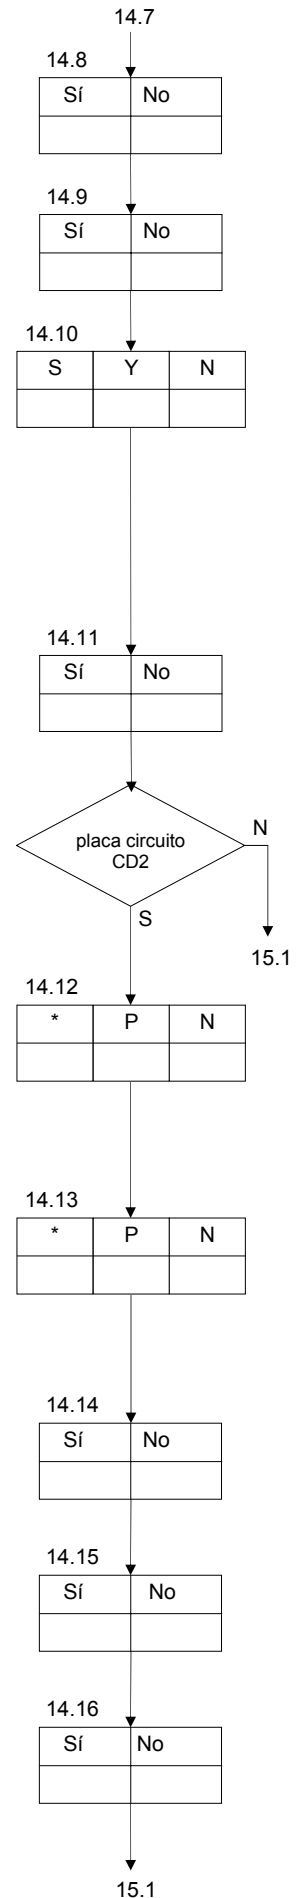 14.7
14.8
Sí No
14.9
Sí No
14.10
S Y N
14.11
Sí No
placa circuito
CD2
N
S
15.1
14.12
* P N
14.13
* P N
14.14
Sí No
14.15
Sí No
14.16
Sí No
15.1